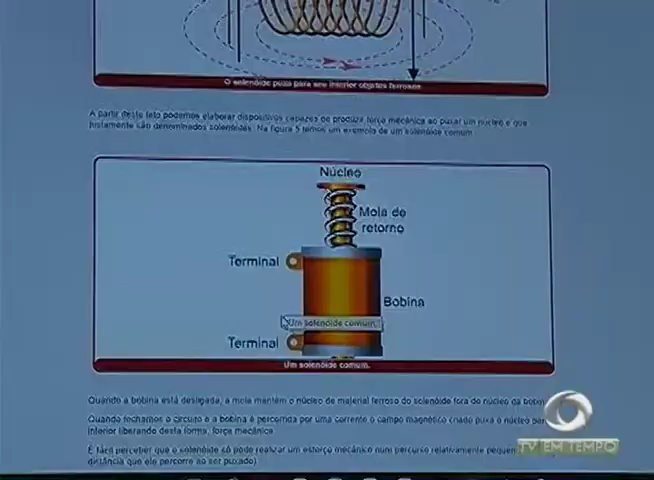 O solenóide puxa para seu interior objetos ferrosos
A partir deste fato podemos elaborar dispositivos capazes de produzir força mecânica ao puxar um núcleo e que
justamente são denominados solenóides. Na figura 5 temos um exemplo de um solenóide comum
Núcleo
Mola de
retorno
Terminal
Bobina
Um solenóide comum.
Terminal
Um solenóide comum.
Quando a bobina está desligada, a mola mantém o núcleo de material ferroso do solenóide fora do núcleo da
Quando fechamos o circuito e a bobina é percorrida por uma corrente o campo magnético criado puxa o núcleo
interior liberando desta forma, força mecânica
É fácil perceber que o solenóide só pode realizar um esforço mecânico num percurso relativamente
distância que ele percorre ao ser puxado)
TV EM TEMPO